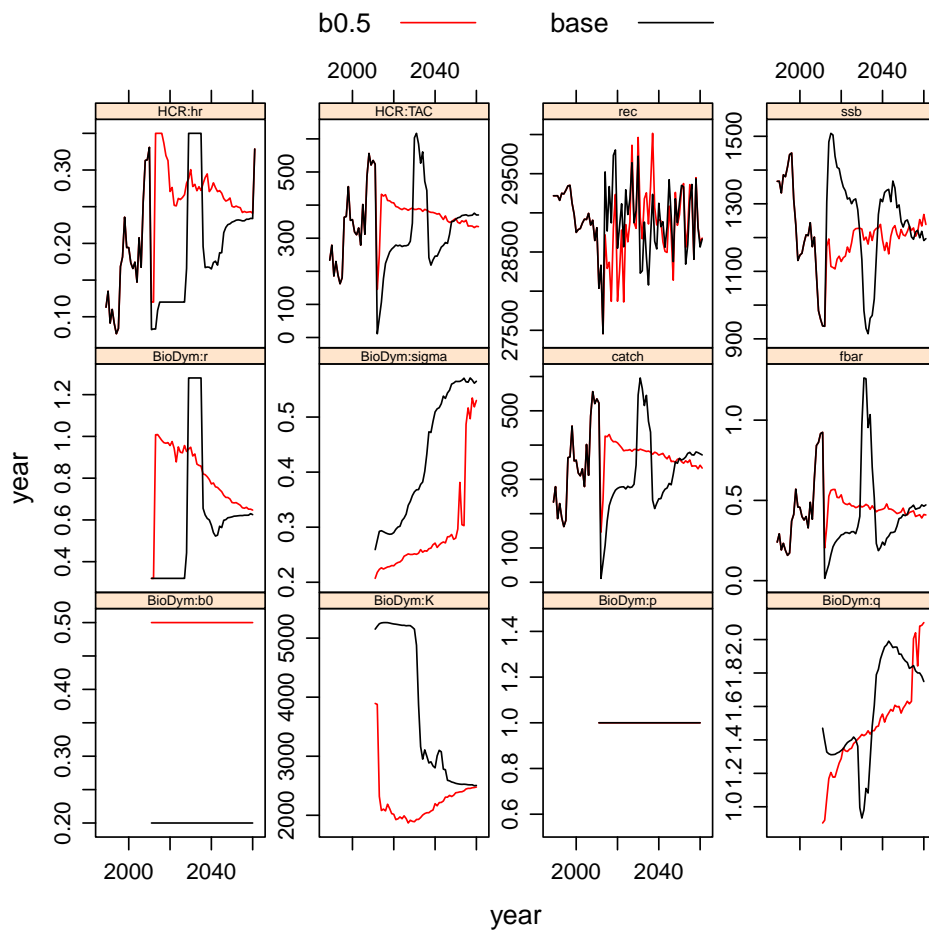 b0.5 base
2000 2040 2000 2040
HCR:hr HCR:TAC rec ssb
0.10 0.20 0.30
0 100 300 500
27500 28500 29500
900 1100 1300 1500
BioDym:r BioDym:sigma catch fbar
0.4 0.6 0.8 1.0 1.2
0.2 0.3 0.4 0.5
0 100 300 500
0.0 0.5 1.0
BioDym:b0 BioDym:K BioDym:p BioDym:q
0.20 0.30 0.40 0.50
2000 3000 4000 5000
0.6 0.8 1.0 1.2 1.4
1.0 1.2 1.4 1.6 1.8 2.0
2000 2040 2000 2040
year
year